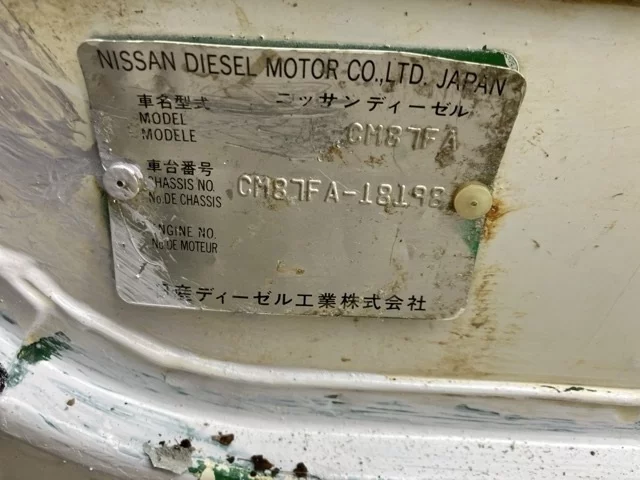 NISSAN DIESEL MOTOR CO.,LTD. JAPAN
車名型式 ニッサンディーゼル
MODEL
MODELE CM87FA
車台番号
CHASSIS NO. CM87FA-18198
No.DE CHASSIS
ENGINE NO.
No.DE MOTEUR
日産ディーゼル工業株式会社